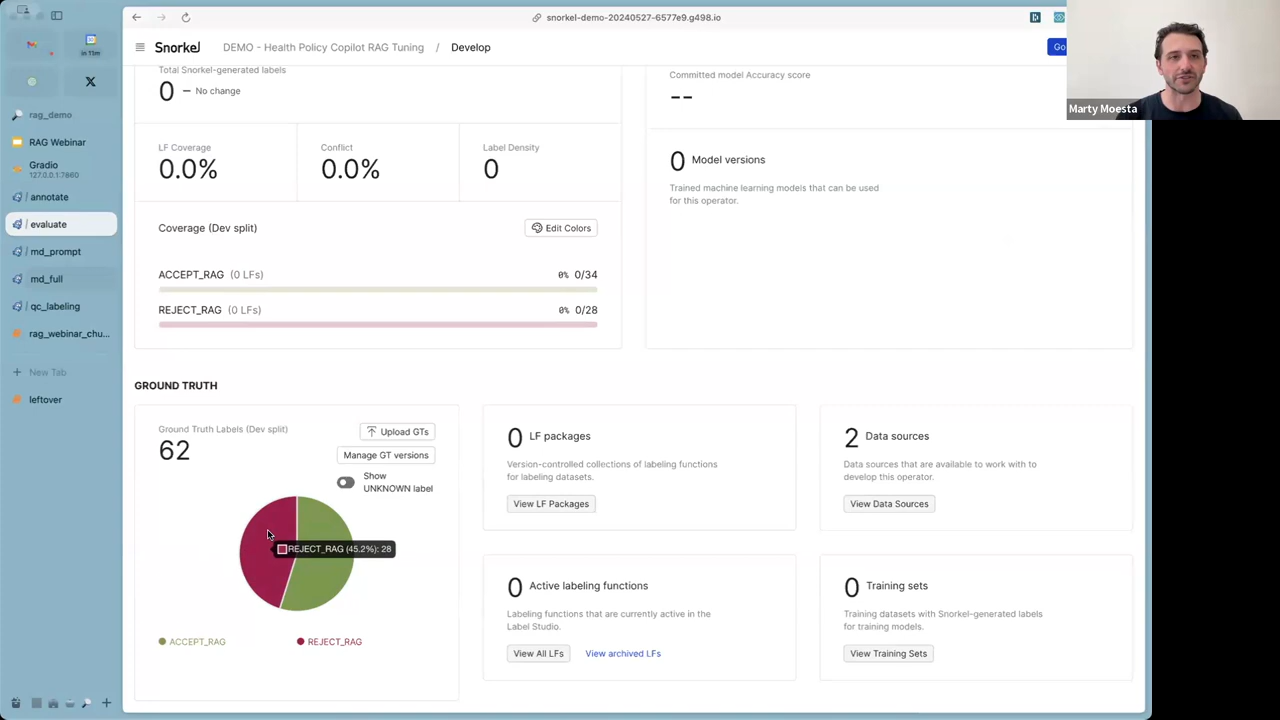 snorkel-demo-20240527-6577e9.g498.io
in 11m
rag_demo
RAG Webinar
Gradio
127.0.0.1:7860
/ annotate
/ evaluate
/ md_prompt
md_full
qc_labeling
rag_webinar_chu...
New Tab
leftover
Snorkel
DEMO - Health Policy Copilot RAG Tuning / Develop
Go
Marty Moesta
Total Snorkel-generated labels
0 – No change
LF Coverage
0.0%
Conflict
0.0%
Label Density
0
Coverage (Dev split)
Edit Colors
ACCEPT_RAG (0 LFs) 0% 0/34
REJECT_RAG (0 LFs) 0% 0/28
Committed model Accuracy score
--
0 Model versions
Trained machine learning models that can be used
for this operator.
GROUND TRUTH
Ground Truth Labels (Dev split)
62
Upload GTs
Manage GT versions
Show
UNKNOWN label
REJECT_RAG (45.2%): 28
ACCEPT_RAG
REJECT_RAG
0 LF packages
Version-controlled collections of labeling functions
for labeling datasets.
View LF Packages
2 Data sources
Data sources that are available to work with to
develop this operator.
View Data Sources
0 Active labeling functions
Labeling functions that are currently active in the
Label Studio.
View All LFs
View archived LFs
0 Training sets
Training datasets with Snorkel-generated labels
for training models.
View Training Sets